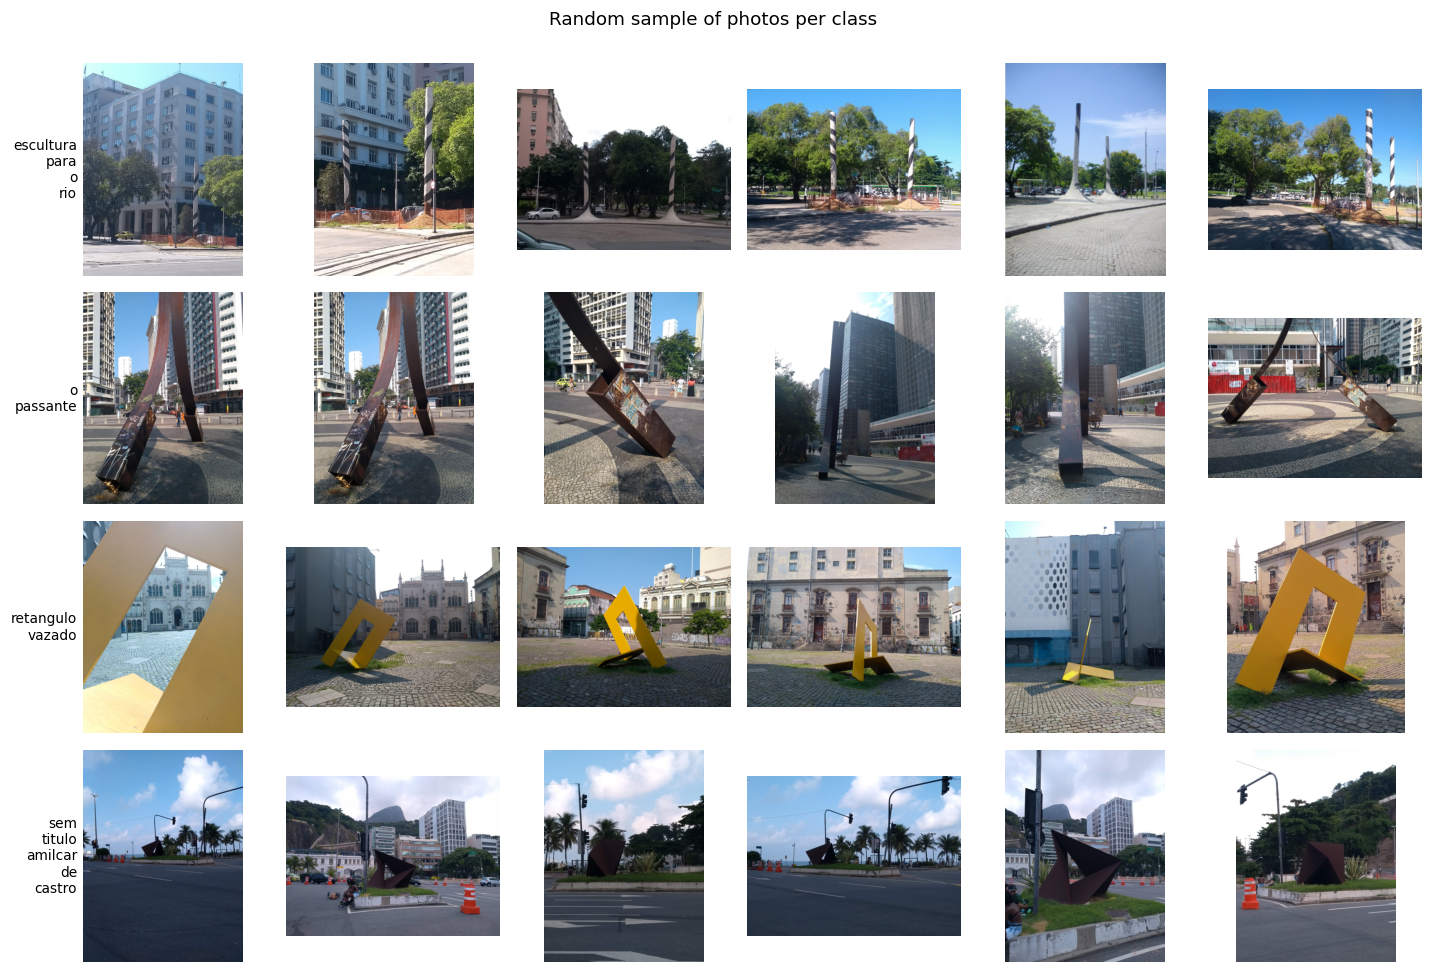 Random sample of photos per class
escultura
para
o
rio
o
passante
retangulo
vazado
sem
titulo
amilcar
de
castro